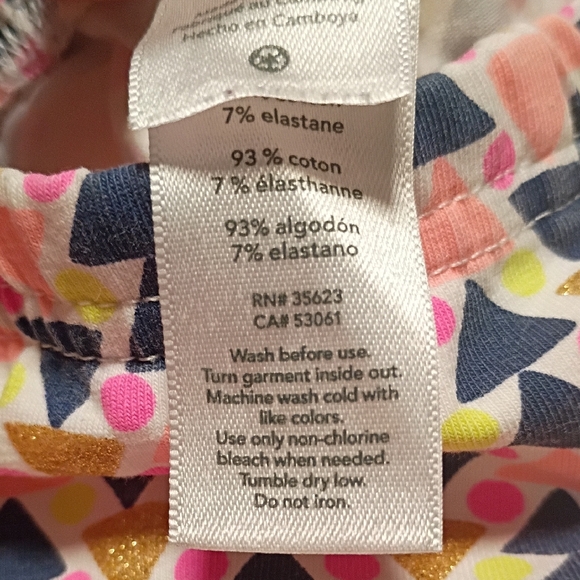 Hecho en Camboya
7% elastane
93 % coton
7 % élasthanne
93% algodón
7% elastano
RN# 35623
CA# 53061
Wash before use.
Turn garment inside out.
Machine wash cold with
like colors.
Use only non-chlorine
bleach when needed.
Tumble dry low.
Do not iron.